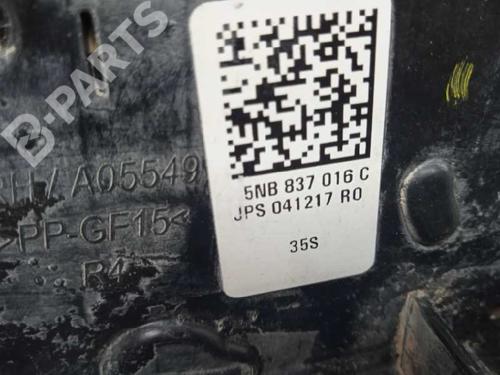 B-PARTS
5NB 837 016 C
JPS 041217 R0
35S
RH/A05549
>PP-GF15<
R4